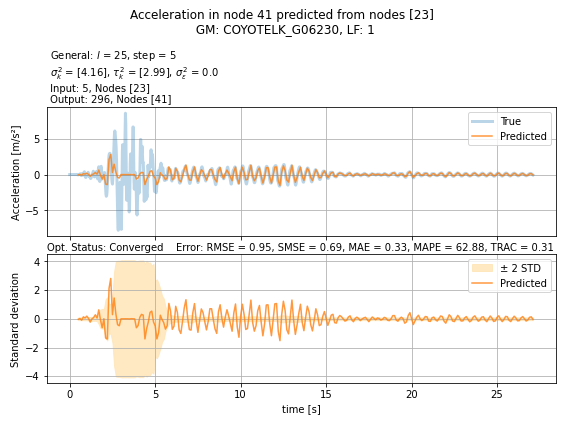 Acceleration in node 41 predicted from nodes [23]
GM: COYOTELK_G06230, LF: 1
General: l = 25, step = 5
σ²ₖ = [4.16], τ²ₖ = [2.99], σ²ε = 0.0
Input: 5, Nodes [23]
Output: 296, Nodes [41]
Acceleration [m/s²]
5
0
−5
True
Predicted
Opt. Status: Converged Error: RMSE = 0.95, SMSE = 0.69, MAE = 0.33, MAPE = 62.88, TRAC = 0.31
Standard deviation
4
2
0
−2
−4
± 2 STD
Predicted
0 5 10 15 20 25
time [s]